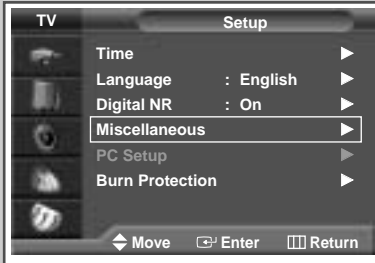 TV Setup
Time
Language : English
Digital NR : On
Miscellaneous
PC Setup
Burn Protection
Move Enter Return